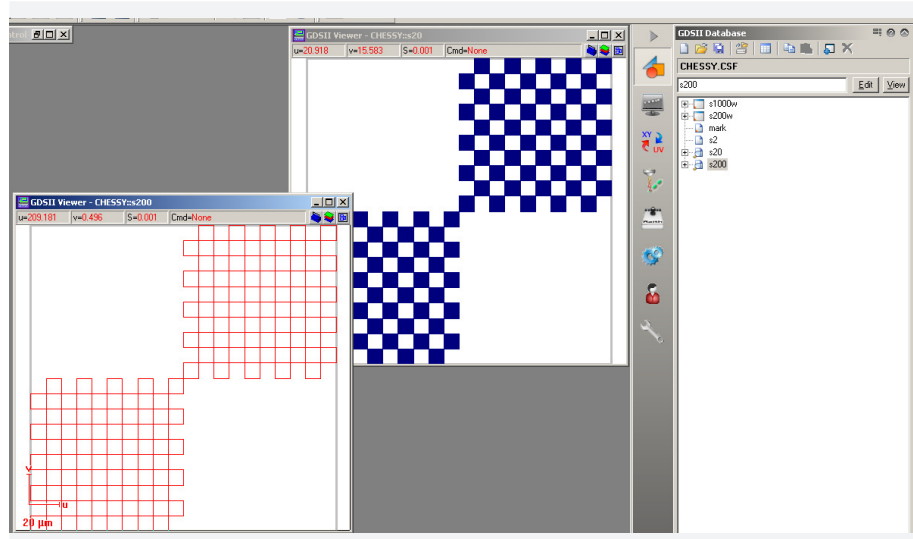 trol
GDSII Viewer - CHESSY::s20
u=20.918 v=15.583 S=0.001 Cmd=None
GDSII Viewer - CHESSY::s200
u=209.181 v=0.496 S=0.001 Cmd=None
v
u
20 µm
XY
UV
GDSII Database
CHESSY.CSF
s200 Edit View
s1000w
s200w
mark
s2
s20
s200